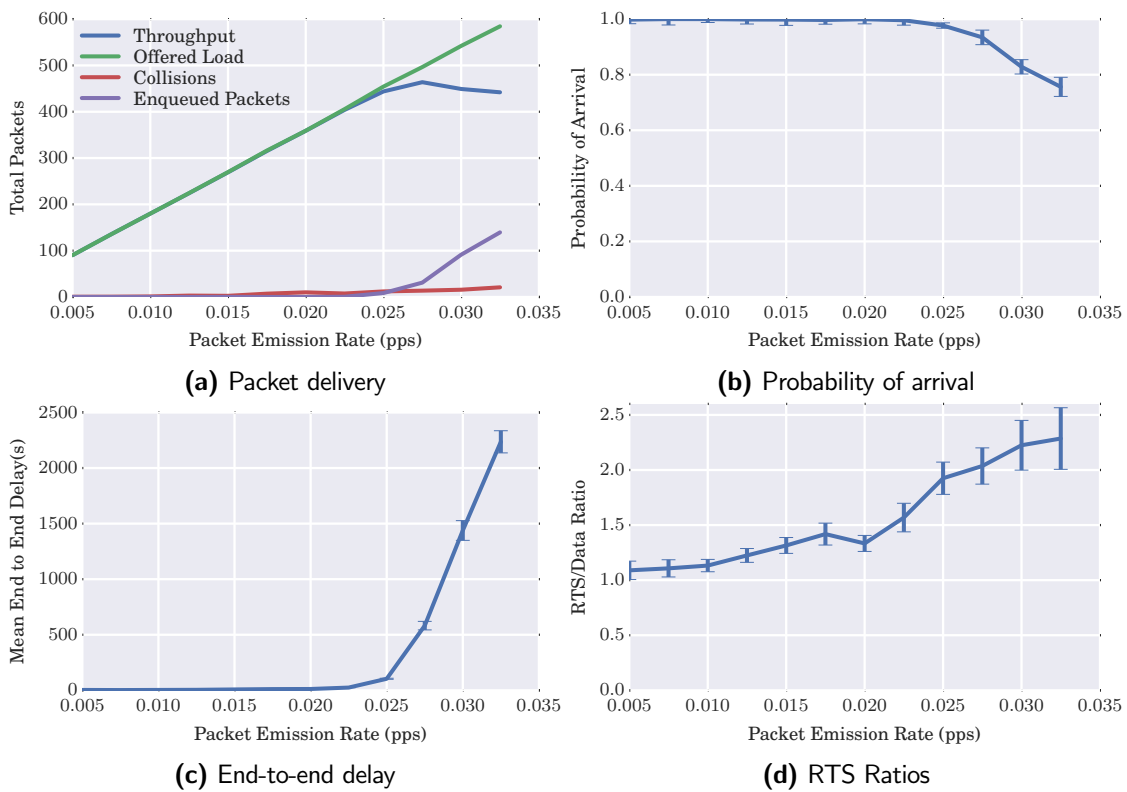 600
500
400
300
200
100
0
Total Packets
Throughput
Offered Load
Collisions
Enqueued Packets
0.005 0.010 0.015 0.020 0.025 0.030 0.035
Packet Emission Rate (pps)
(a) Packet delivery
1.0
0.8
0.6
0.4
0.2
0.0
Probability of Arrival
0.005 0.010 0.015 0.020 0.025 0.030 0.035
Packet Emission Rate (pps)
(b) Probability of arrival
2500
2000
1500
1000
500
0
Mean End to End Delay(s)
0.005 0.010 0.015 0.020 0.025 0.030 0.035
Packet Emission Rate (pps)
(c) End-to-end delay
2.5
2.0
1.5
1.0
0.5
0.0
RTS/Data Ratio
0.005 0.010 0.015 0.020 0.025 0.030 0.035
Packet Emission Rate (pps)
(d) RTS Ratios